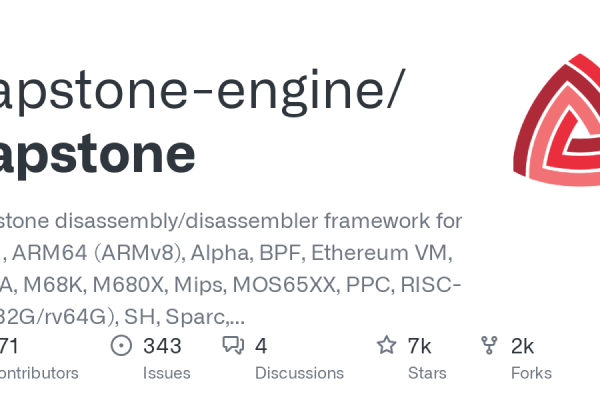 apstone-engine/
apstone
stone disassembly/disassembler framework for
, ARM64 (ARMv8), Alpha, BPF, Ethereum VM,
A, M68K, M680X, Mips, MOS65XX, PPC, RISC-
32G/rv64G), SH, Sparc,...
71 343 4 7k 2k
ontributors Issues Discussions Stars Forks